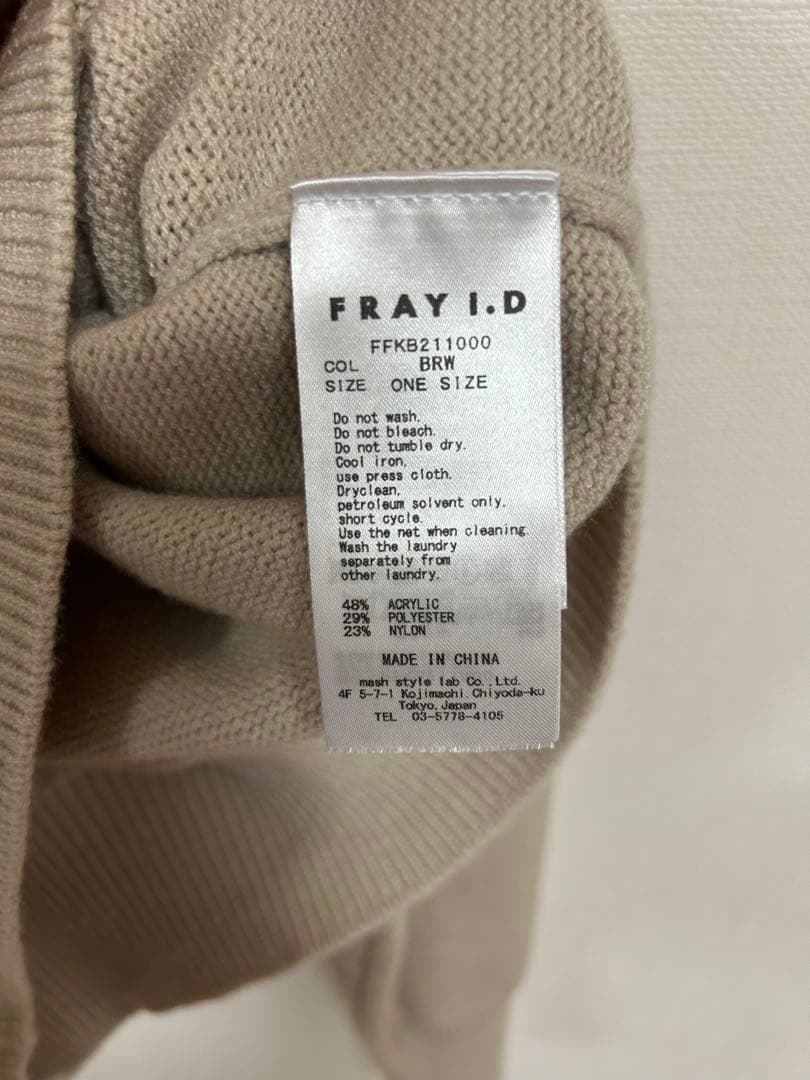 FRAY I.D
FFKB211000
COL BRW
SIZE ONE SIZE
Do not wash.
Do not bleach.
Do not tumble dry.
Cool iron,
use press cloth.
Dryclean,
petroleum solvent only,
short cycle.
Use the net when cleaning.
Wash the laundry
separately from
other laundry.
48% ACRYLIC
29% POLYESTER
23% NYLON
MADE IN CHINA
mash style lab Co.,Ltd.
4F 5-7-1 Kojimachi,Chiyoda-ku
Tokyo,Japan
TEL 03-5778-4105